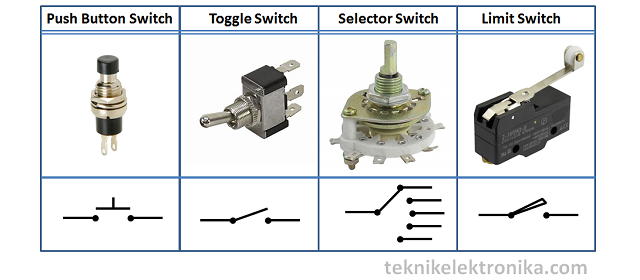 Push Button Switch
Toggle Switch
Selector Switch
Limit Switch
teknikelektronika.com